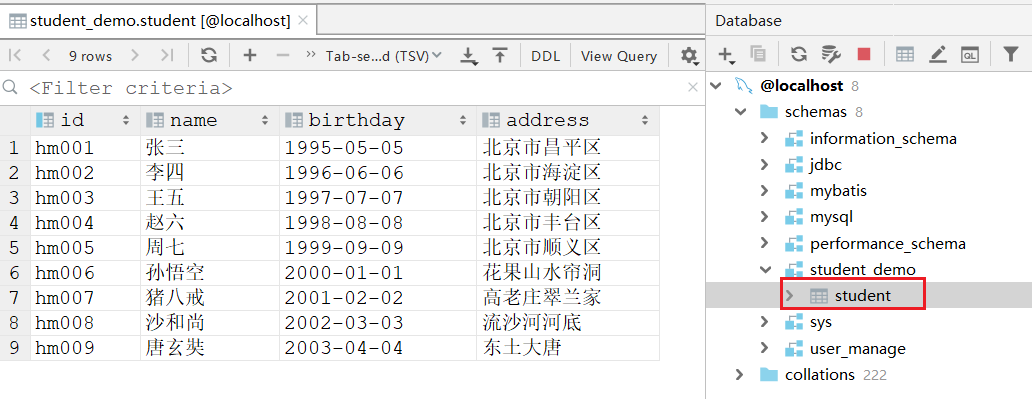 student_demo.student [@localhost]
9 rows
Tab-se...d (TSV)
DDL
View Query
<Filter criteria>
id name birthday address
1 hm001 张三 1995-05-05 北京市昌平区
2 hm002 李四 1996-06-06 北京市海淀区
3 hm003 王五 1997-07-07 北京市朝阳区
4 hm004 赵六 1998-08-08 北京市丰台区
5 hm005 周七 1999-09-09 北京市顺义区
6 hm006 孙悟空 2000-01-01 花果山水帘洞
7 hm007 猪八戒 2001-02-02 高老庄翠兰家
8 hm008 沙和尚 2002-03-03 流沙河河底
9 hm009 唐玄奘 2003-04-04 东土大唐
Database
QL
@localhost 8
schemas 8
information_schema
jdbc
mybatis
mysql
performance_schema
student_demo
student
sys
user_manage
collations 222